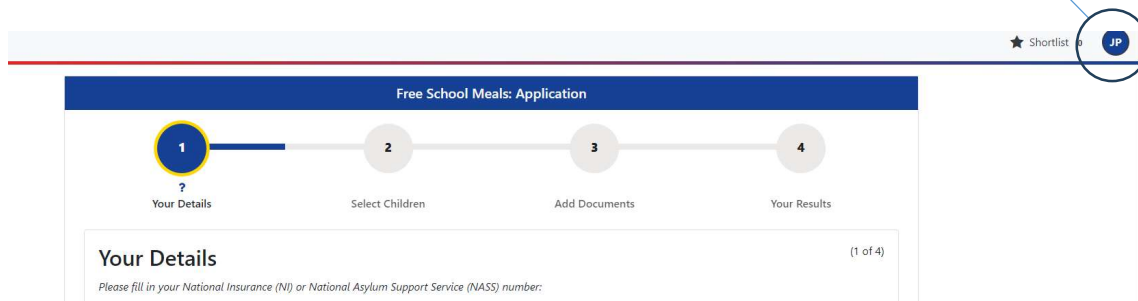 Shortlist 0 JP
Free School Meals: Application
1 2 3 4
?
Your Details Select Children Add Documents Your Results
Your Details (1 of 4)
Please fill in your National Insurance (NI) or National Asylum Support Service (NASS) number: